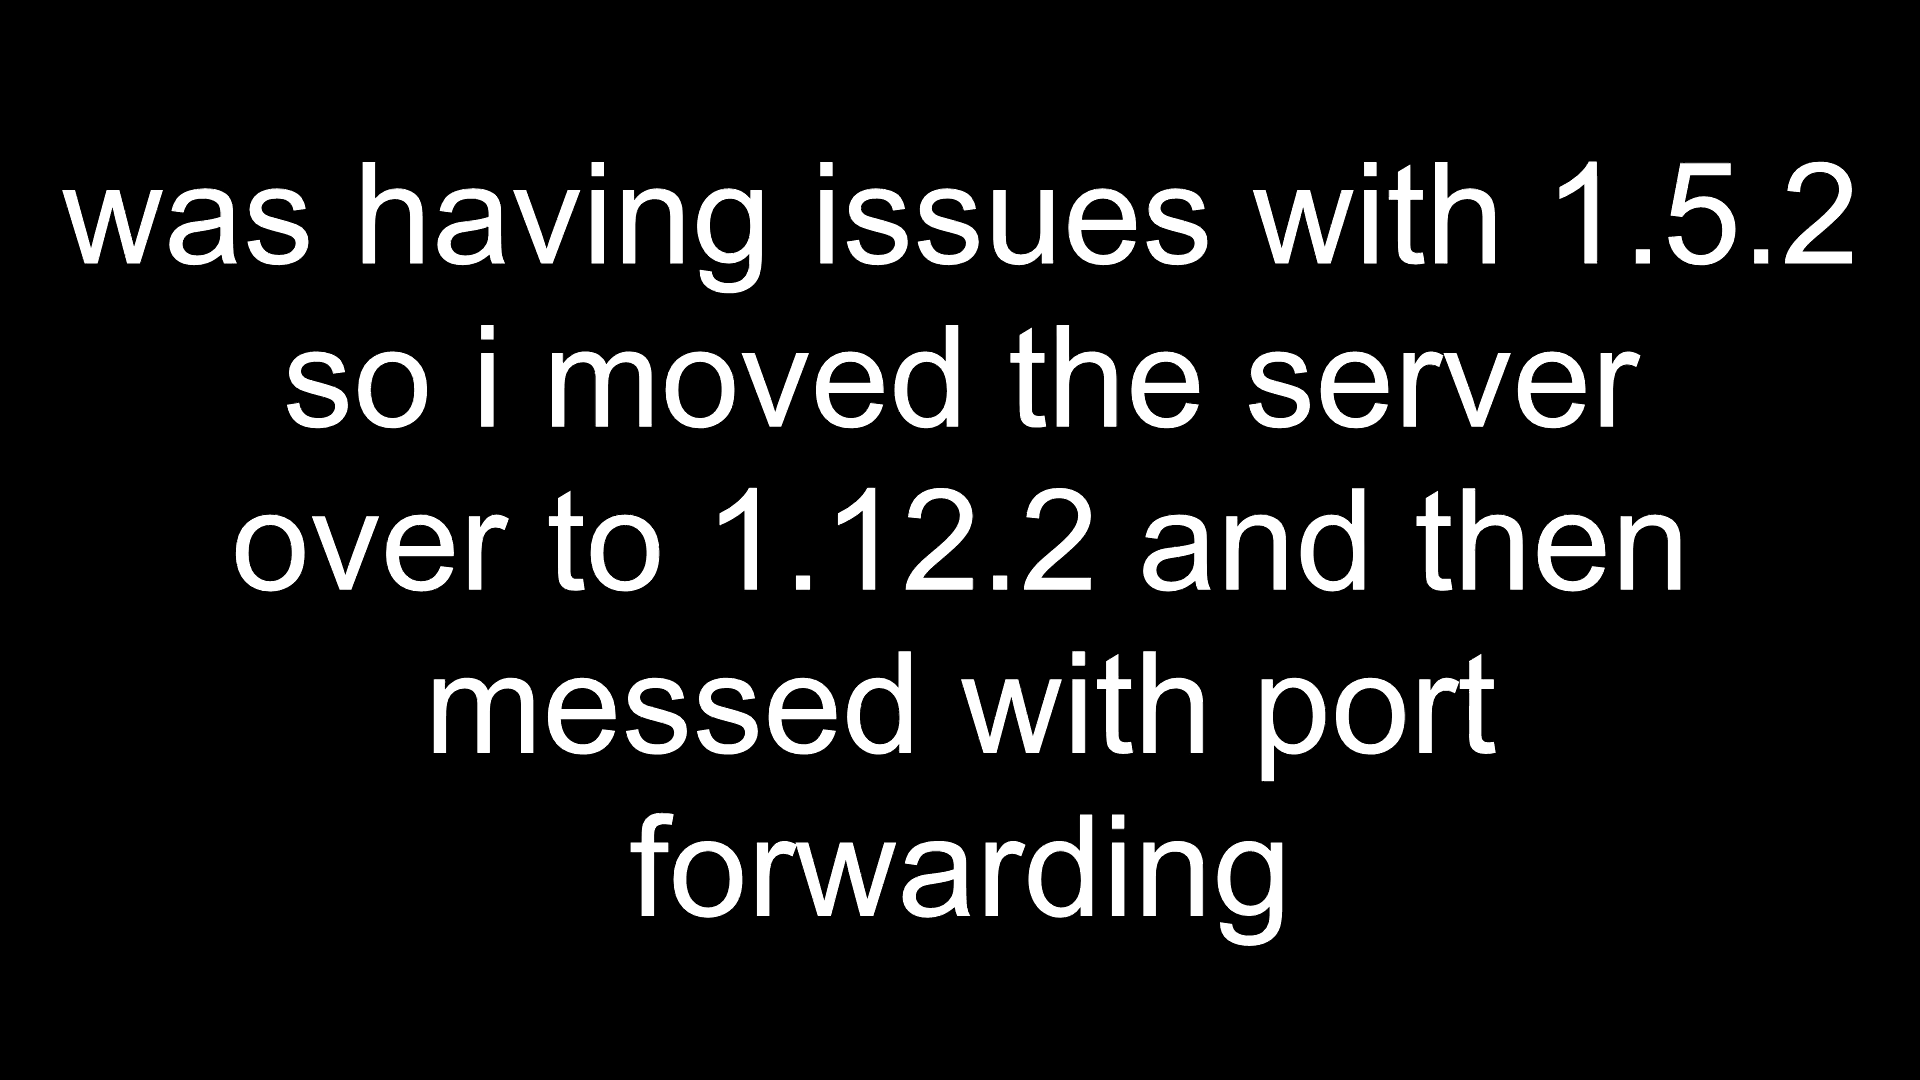 was having issues with 1.5.2
so i moved the server
over to 1.12.2 and then
messed with port
forwarding